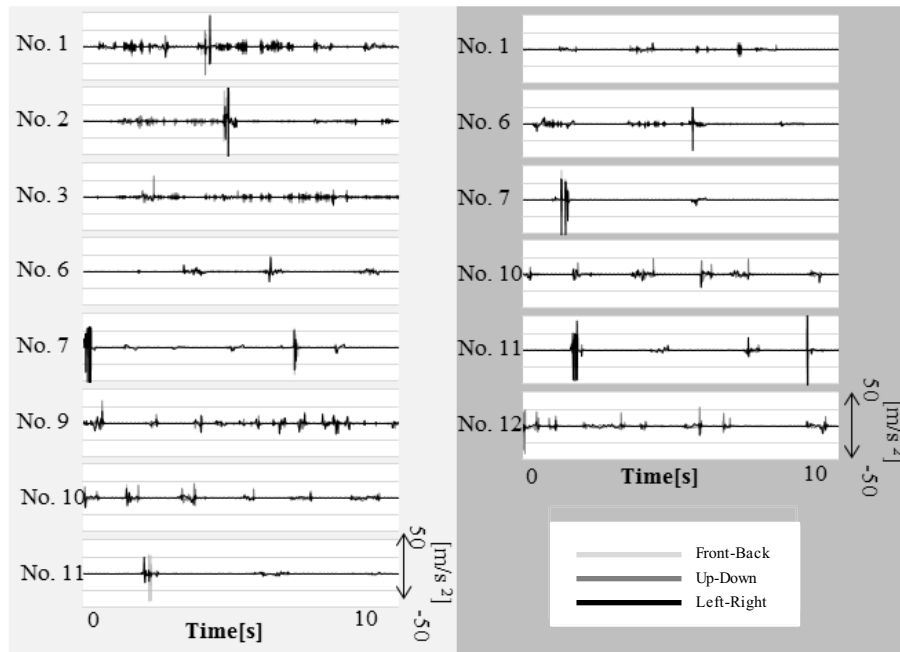 No. 1
No. 2
No. 3
No. 6
No. 7
No. 9
No. 10
No. 11
0 10
Time[s]
50
[m/s²]
-50
No. 1
No. 6
No. 7
No. 10
No. 11
No. 12
0 10
Time[s]
50
[m/s²]
-50
Front-Back
Up-Down
Left-Right